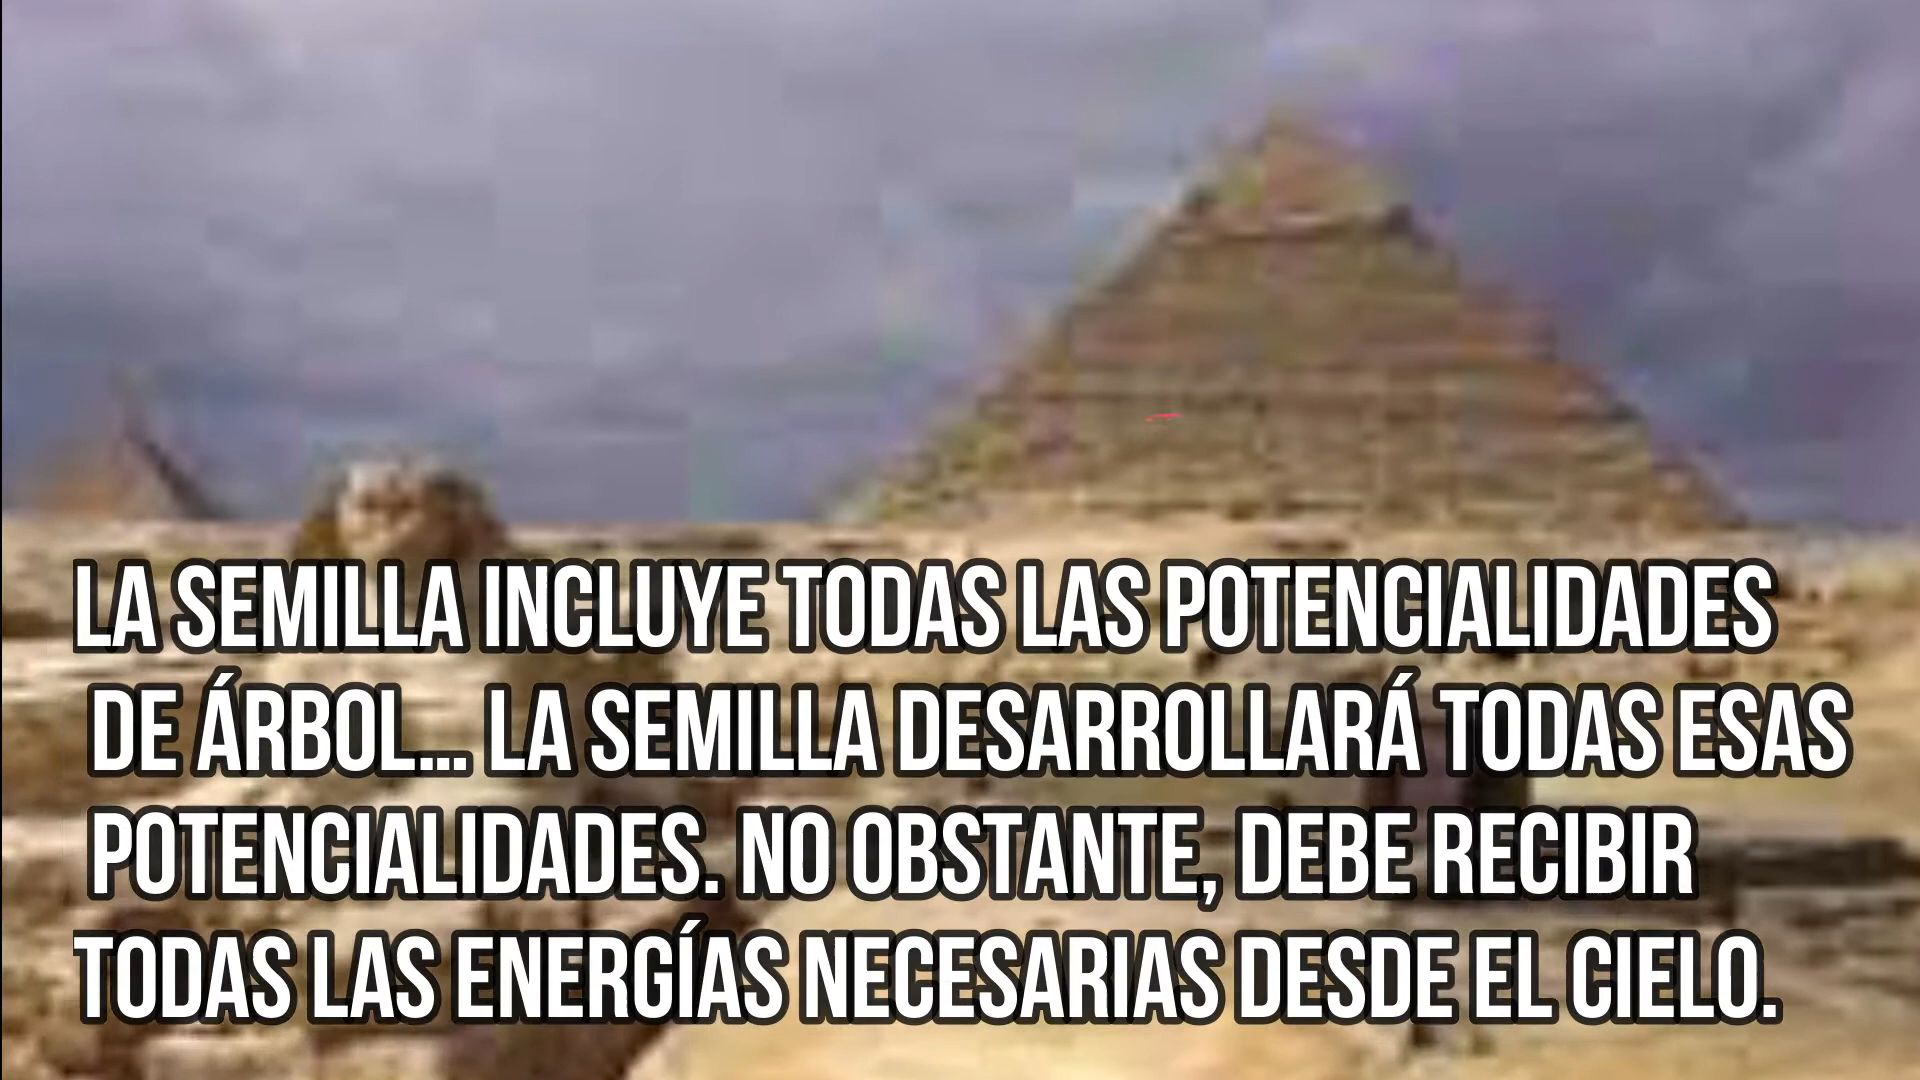 LA SEMILLA INCLUYE TODAS LAS POTENCIALIDADES
DE ÁRBOL... LA SEMILLA DESARROLLARÁ TODAS ESAS
POTENCIALIDADES. NO OBSTANTE, DEBE RECIBIR
TODAS LAS ENERGÍAS NECESARIAS DESDE EL CIELO.